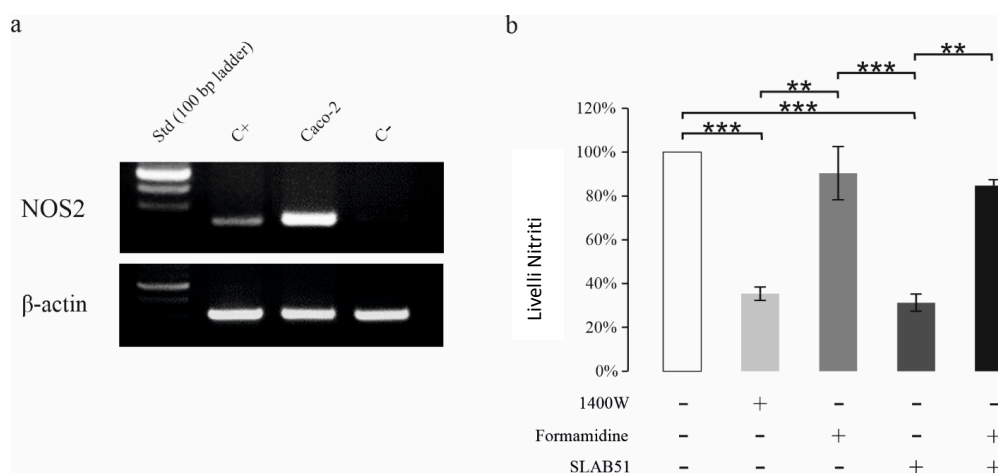 a
Std (100 bp ladder)
C+
Caco-2
C-
NOS2
β-actin
b
**
***
**
***
***
120%
100%
80%
60%
40%
20%
0%
Livelli Nitriti
1400W - + - - -
Formamidine - - + - +
SLAB51 - - - + +